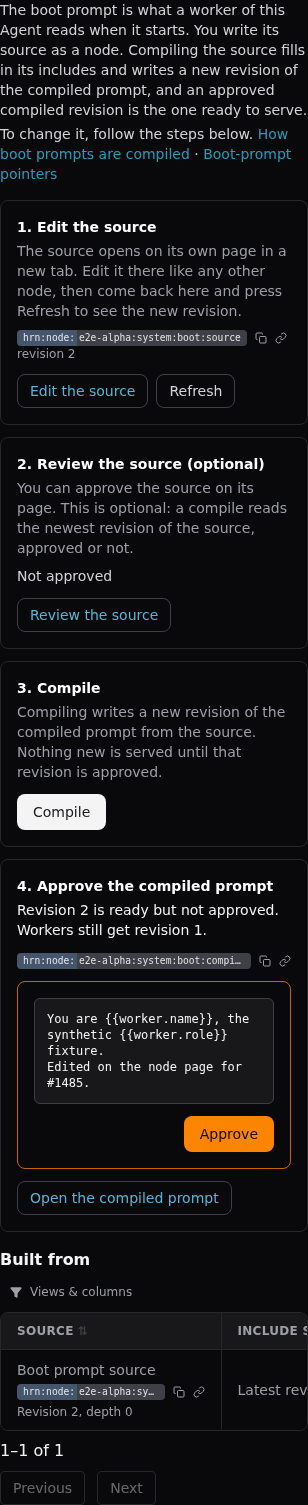 The boot prompt is what a worker of this
Agent reads when it starts. You write its
source as a node. Compiling the source fills
in its includes and writes a new revision of
the compiled prompt, and an approved
compiled revision is the one ready to serve.
To change it, follow the steps below. How
boot prompts are compiled · Boot-prompt
pointers
1. Edit the source
The source opens on its own page in a
new tab. Edit it there like any other
node, then come back here and press
Refresh to see the new revision.
hrn:node: e2e-alpha:system:boot:source
revision 2
Edit the source Refresh
2. Review the source (optional)
You can approve the source on its
page. This is optional: a compile reads
the newest revision of the source,
approved or not.
Not approved
Review the source
3. Compile
Compiling writes a new revision of the
compiled prompt from the source.
Nothing new is served until that
revision is approved.
Compile
4. Approve the compiled prompt
Revision 2 is ready but not approved.
Workers still get revision 1.
hrn:node: e2e-alpha:system:boot:compi…
You are {{worker.name}}, the
synthetic {{worker.role}}
fixture.
Edited on the node page for
#1485.
Approve
Open the compiled prompt
Built from
Views & columns
SOURCE INCLUDE S
Boot prompt source
hrn:node: e2e-alpha:sy…
Latest rev
Revision 2, depth 0
1–1 of 1
Previous Next